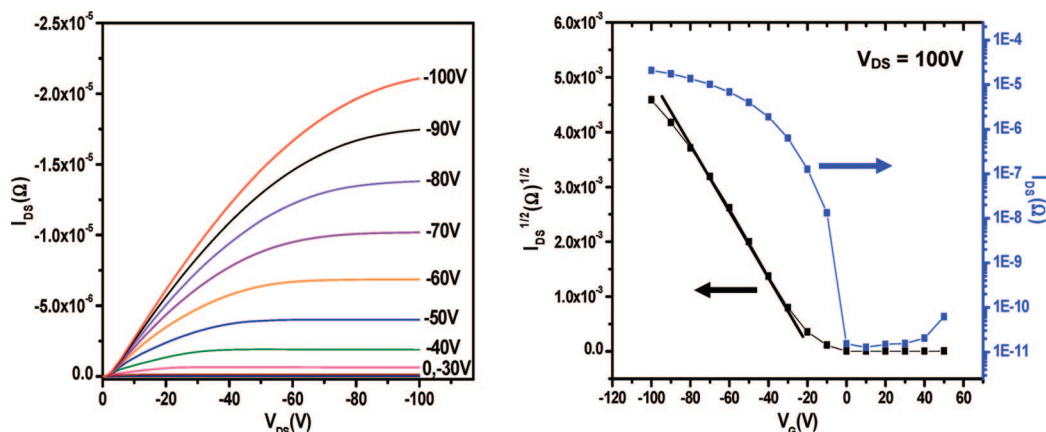 -2.5x10⁻⁵
-2.0x10⁻⁵
-1.5x10⁻⁵
-1.0x10⁻⁵
-5.0x10⁻⁶
0.0
I_DS(Ω)
-100V
-90V
-80V
-70V
-60V
-50V
-40V
0,-30V
0 -20 -40 -60 -80 -100
V_DS(V)
6.0x10⁻³
5.0x10⁻³
4.0x10⁻³
3.0x10⁻³
2.0x10⁻³
1.0x10⁻³
0.0
I_DS^1/2(Ω)^1/2
V_DS = 100V
1E-4
1E-5
1E-6
1E-7
1E-8
1E-9
1E-10
1E-11
I_DS(Ω)
-120 -100 -80 -60 -40 -20 0 20 40 60
V_G(V)